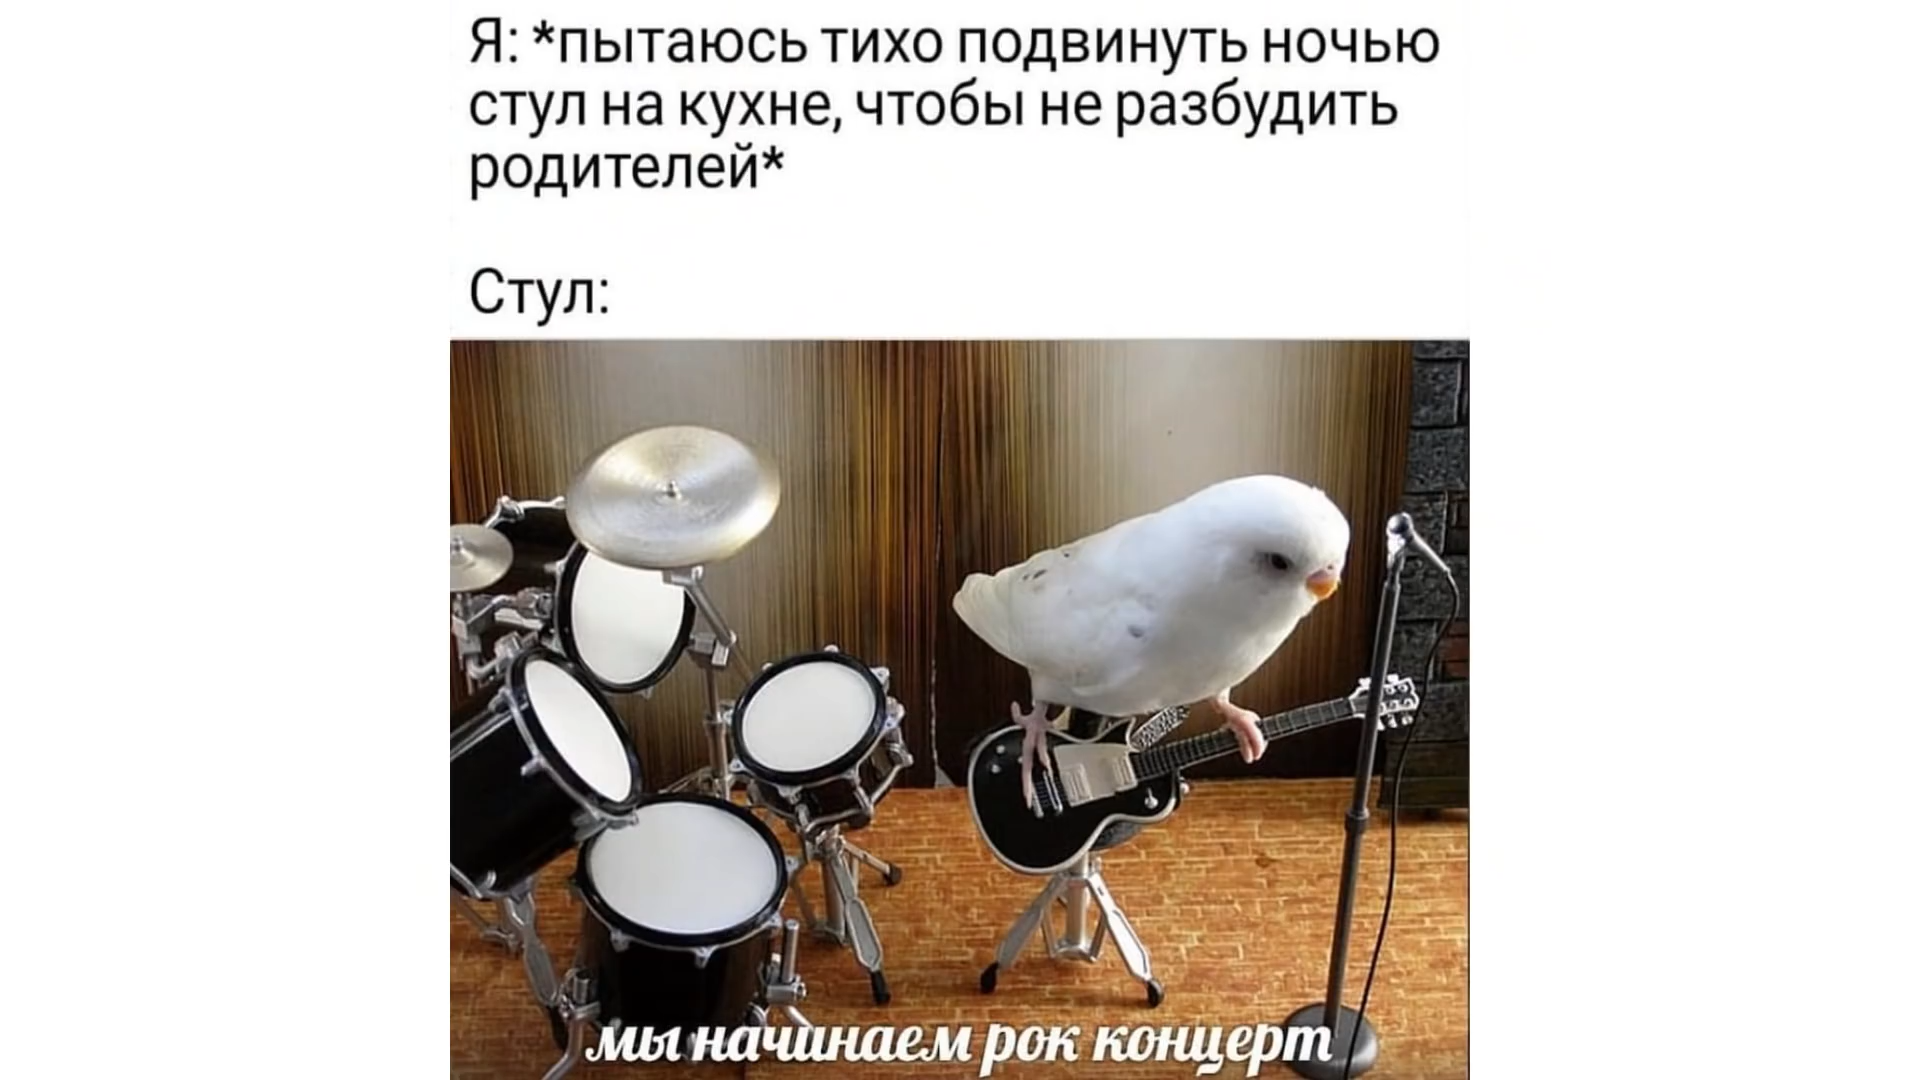 Я: *пытаюсь тихо подвинуть ночью
стул на кухне, чтобы не разбудить
родителей*
Стул:
мы начинаем рок концерт